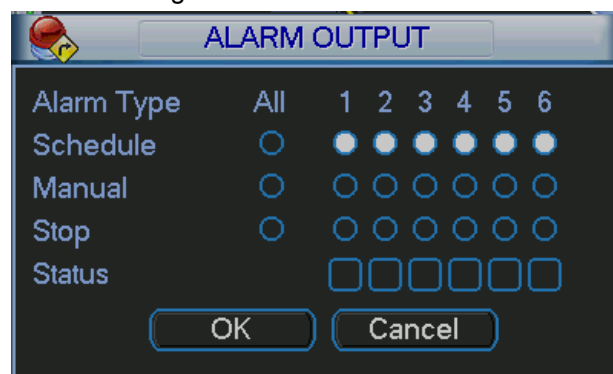 ALARM OUTPUT
Alarm Type All 1 2 3 4 5 6
Schedule
Manual
Stop
Status
OK Cancel